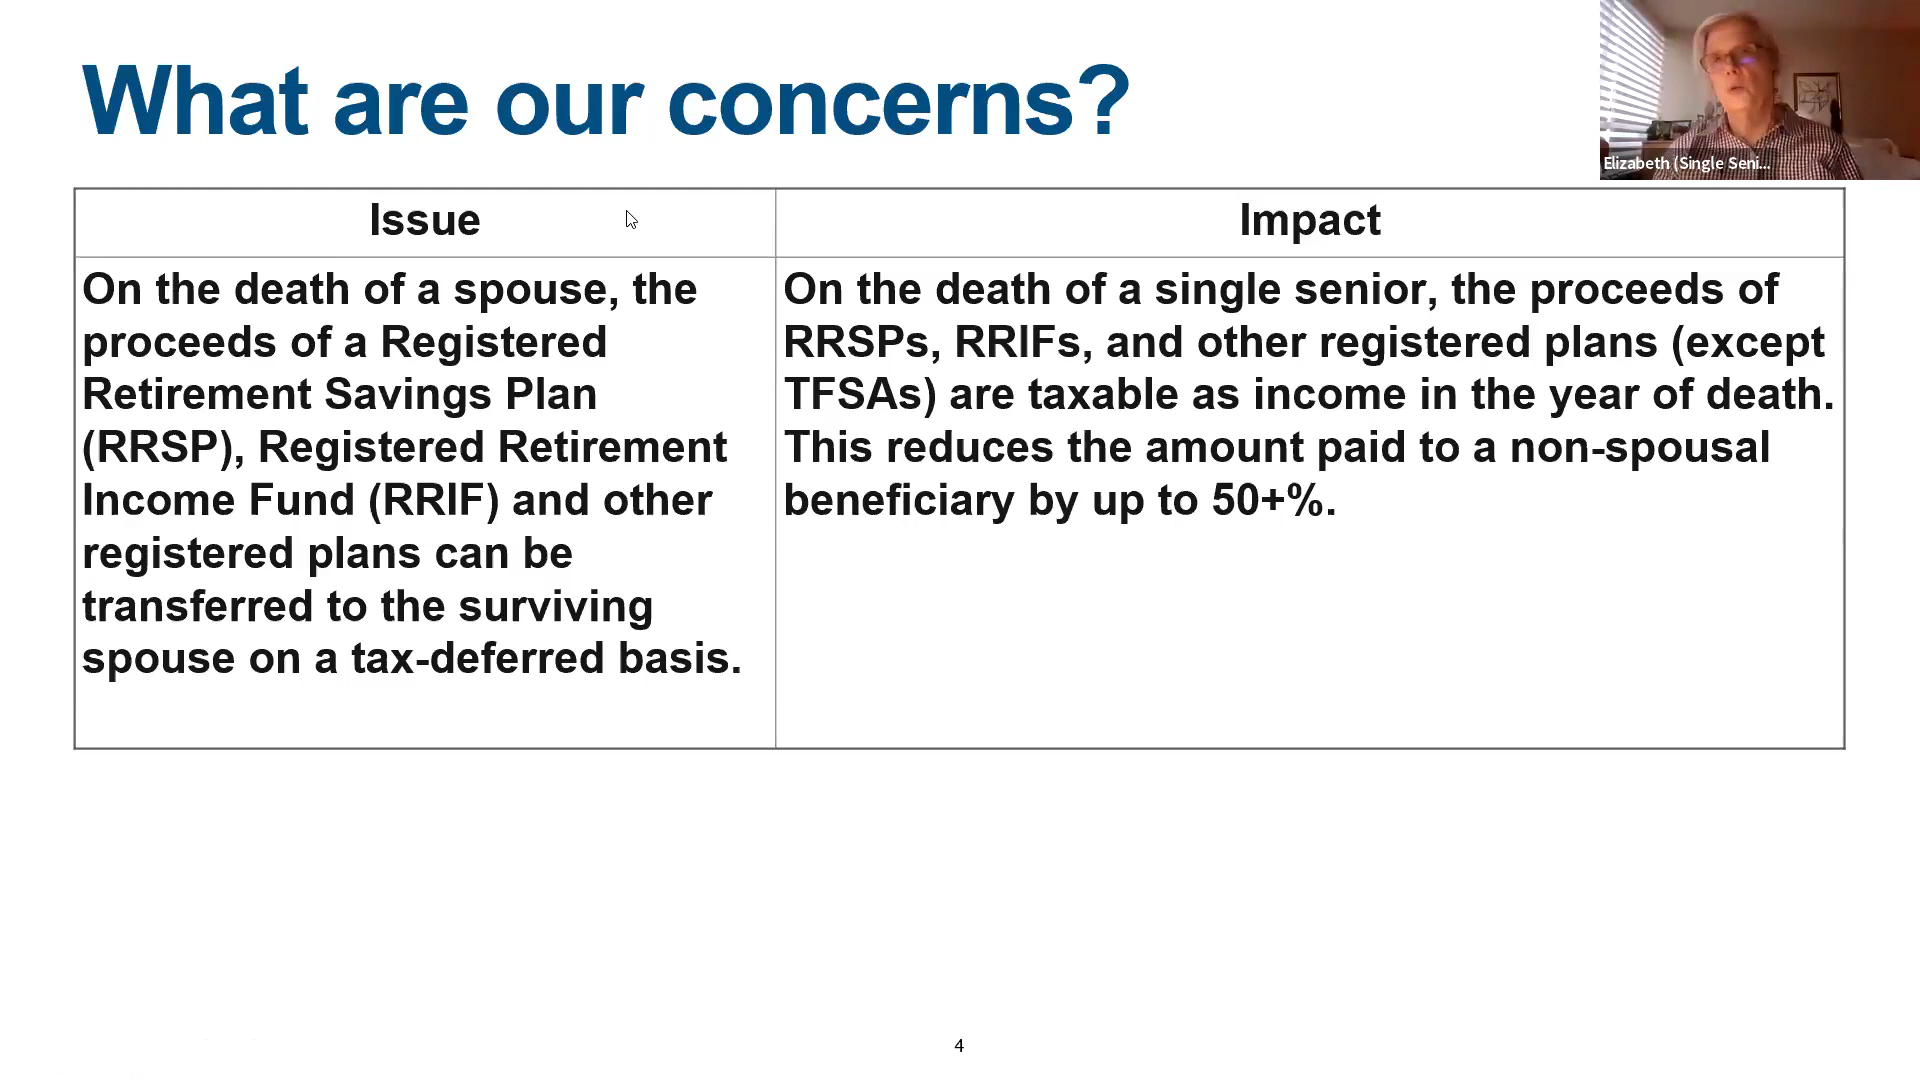 What are our concerns?
Elizabeth (Single Seni...
Issue
Impact
On the death of a spouse, the
proceeds of a Registered
Retirement Savings Plan
(RRSP), Registered Retirement
Income Fund (RRIF) and other
registered plans can be
transferred to the surviving
spouse on a tax-deferred basis.
On the death of a single senior, the proceeds of
RRSPs, RRIFs, and other registered plans (except
TFSAs) are taxable as income in the year of death.
This reduces the amount paid to a non-spousal
beneficiary by up to 50+%.
4